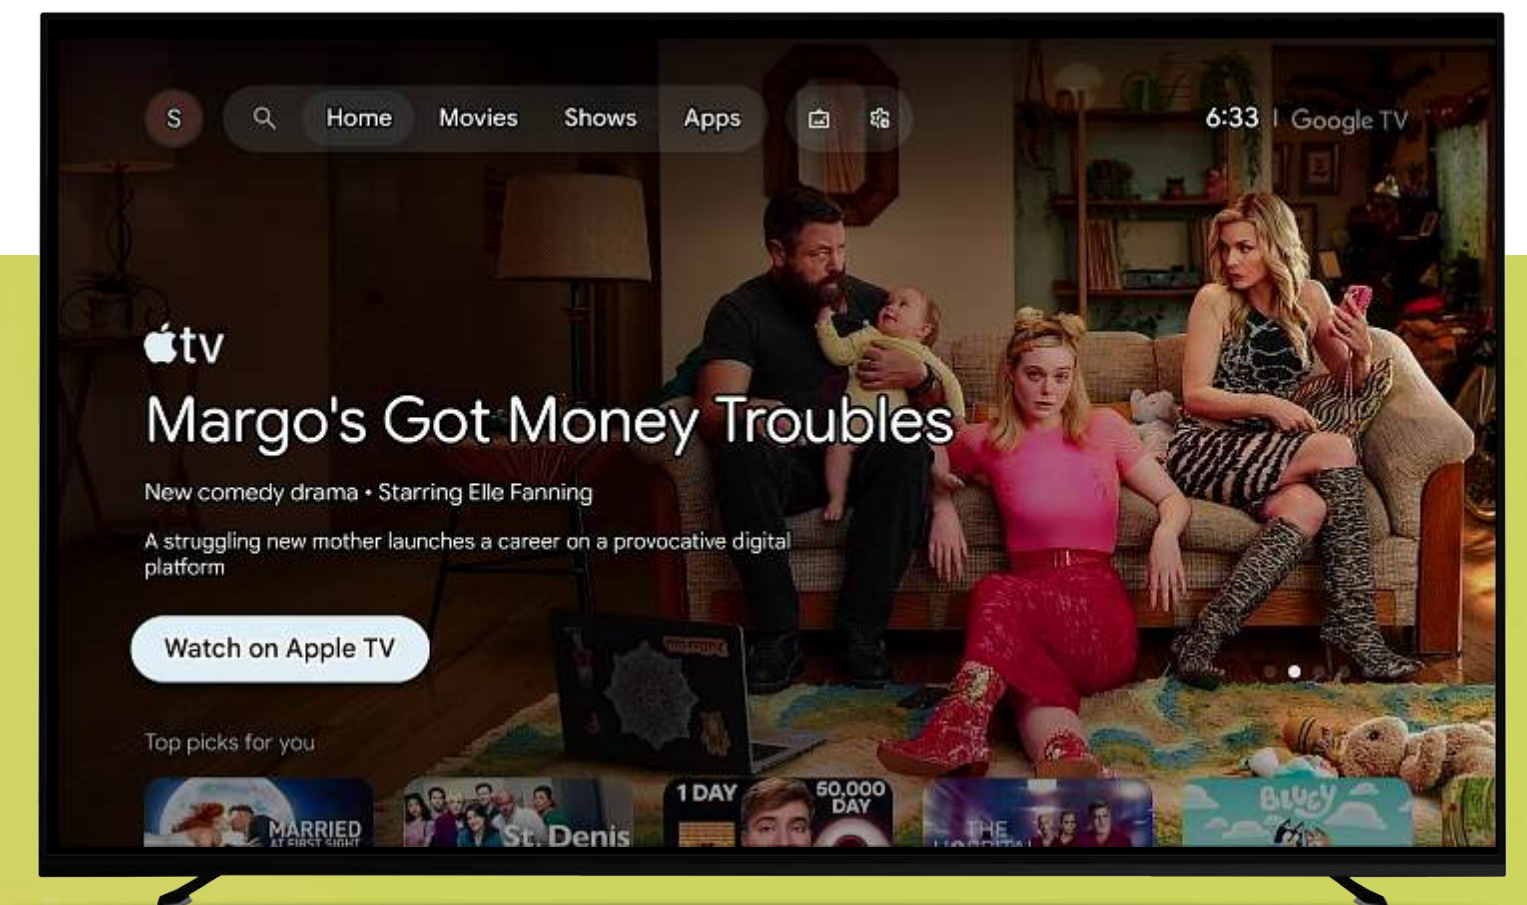 S
Home Movies Shows Apps
6:33 | Google TV
tv
Margo's Got Money Troubles
New comedy drama • Starring Elle Fanning
A struggling new mother launches a career on a provocative digital
platform
Watch on Apple TV
Top picks for you
MARRIED
AT FIRST SIGHT
St. Denis
1 DAY
50,000
DAY
THE
BLUEY